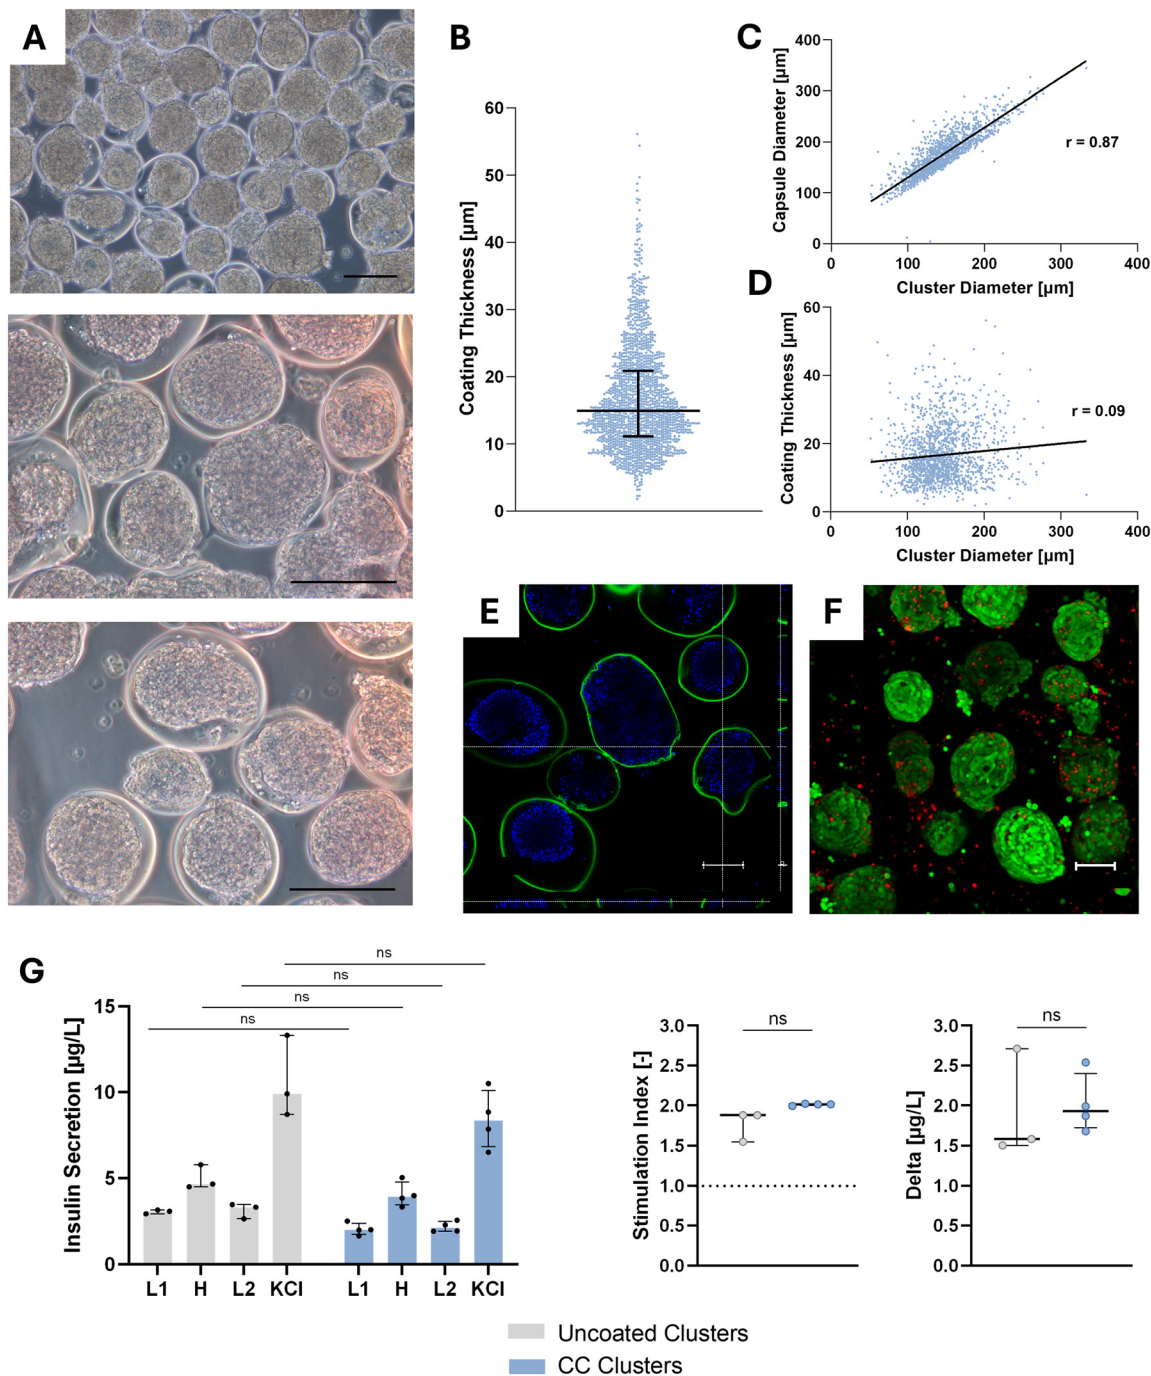 A
B
60
50
40
30
20
10
0
Coating Thickness [µm]
C
400
300
200
100
0
Capsule Diameter [µm]
r = 0.87
0 100 200 300 400
Cluster Diameter [µm]
D
60
40
20
0
Coating Thickness [µm]
r = 0.09
0 100 200 300 400
Cluster Diameter [µm]
E
F
G
ns
ns
ns
ns
15
10
5
0
Insulin Secretion [µg/L]
L1 H L2 KCl L1 H L2 KCl
ns
3.0
2.5
2.0
1.5
1.0
0.5
0.0
Stimulation Index [-]
ns
3.0
2.5
2.0
1.5
1.0
0.5
0.0
Delta [µg/L]
Uncoated Clusters
CC Clusters